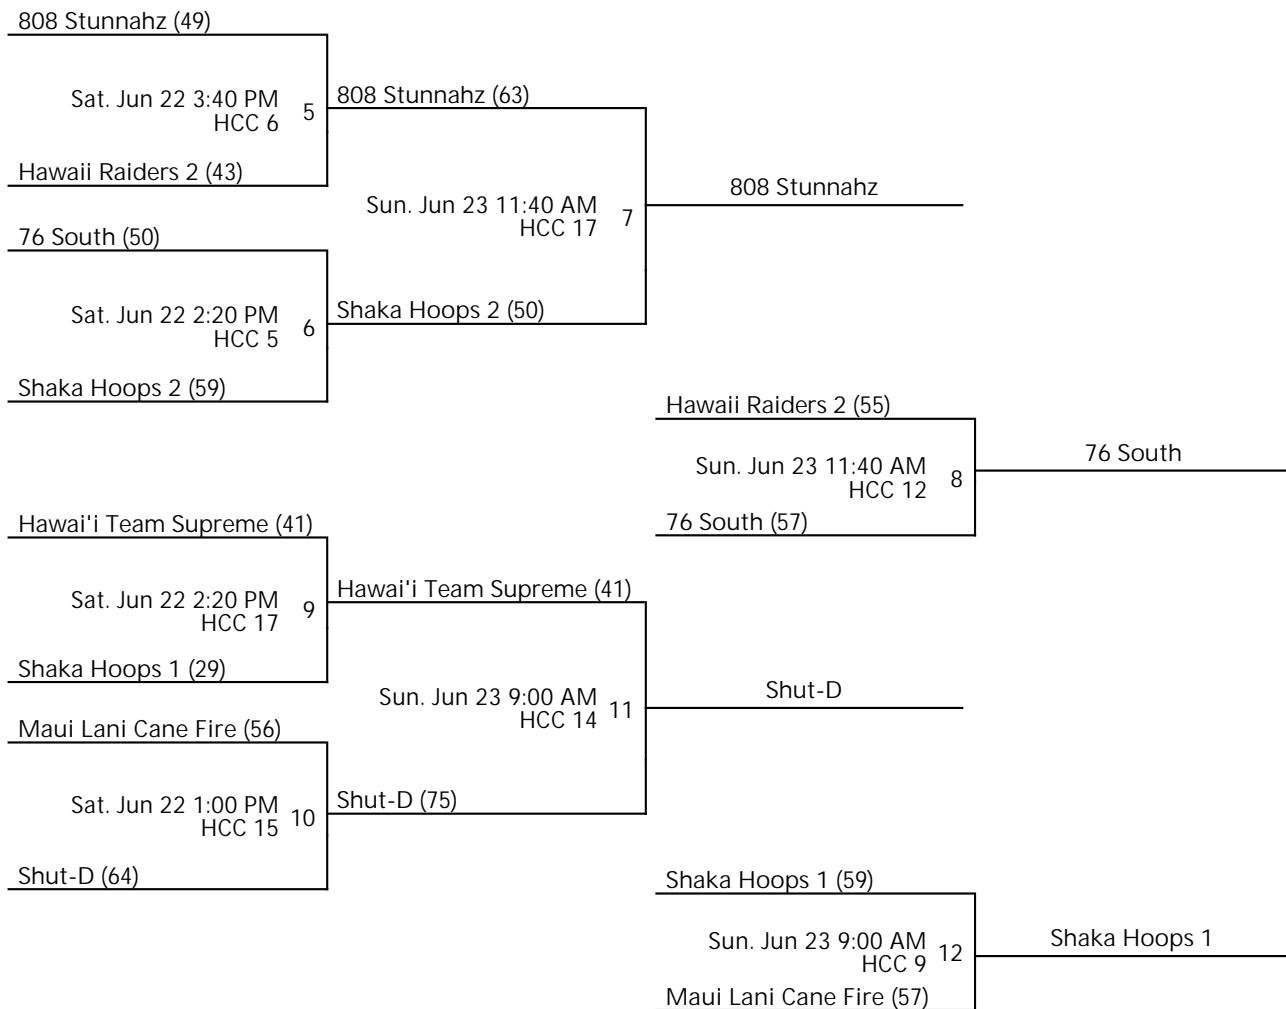 808 Stunnahz (49)
Sat. Jun 22 3:40 PM
HCC 6
5
Hawaii Raiders 2 (43)
808 Stunnahz (63)
Sun. Jun 23 11:40 AM
HCC 17
7
808 Stunnahz
76 South (50)
Sat. Jun 22 2:20 PM
HCC 5
6
Shaka Hoops 2 (59)
Shaka Hoops 2 (50)
Hawaii Raiders 2 (55)
Sun. Jun 23 11:40 AM
HCC 12
8
76 South (57)
76 South
Hawai'i Team Supreme (41)
Sat. Jun 22 2:20 PM
HCC 17
9
Shaka Hoops 1 (29)
Hawai'i Team Supreme (41)
Sun. Jun 23 9:00 AM
HCC 14
11
Shut-D
Maui Lani Cane Fire (56)
Sat. Jun 22 1:00 PM
HCC 15
10
Shut-D (64)
Shut-D (75)
Shaka Hoops 1 (59)
Sun. Jun 23 9:00 AM
HCC 9
12
Maui Lani Cane Fire (57)
Shaka Hoops 1